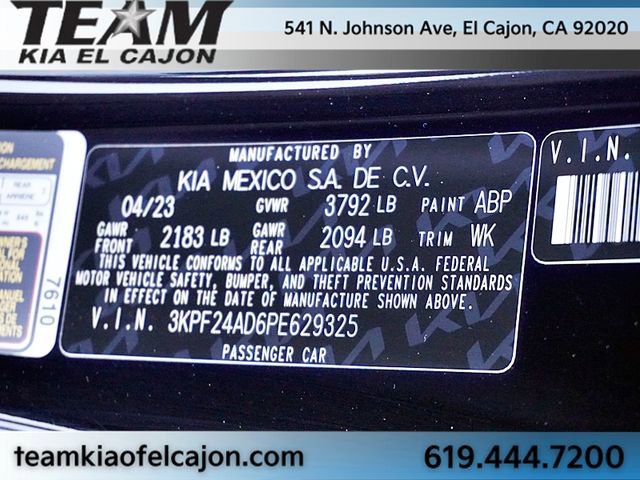 TEAM
KIA EL CAJON
541 N. Johnson Ave, El Cajon, CA 92020
MANUFACTURED BY
KIA MEXICO S.A. DE C.V.
04/23 GVWR 3792 LB PAINT ABP
GAWR FRONT 2183 LB GAWR REAR 2094 LB TRIM WK
THIS VEHICLE CONFORMS TO ALL APPLICABLE U.S.A. FEDERAL
MOTOR VEHICLE SAFETY, BUMPER, AND THEFT PREVENTION STANDARDS
IN EFFECT ON THE DATE OF MANUFACTURE SHOWN ABOVE.
V.I.N. 3KPF24AD6PE629325
PASSENGER CAR
V.I.N.
7610
teamkiaofelcajon.com
619.444.7200